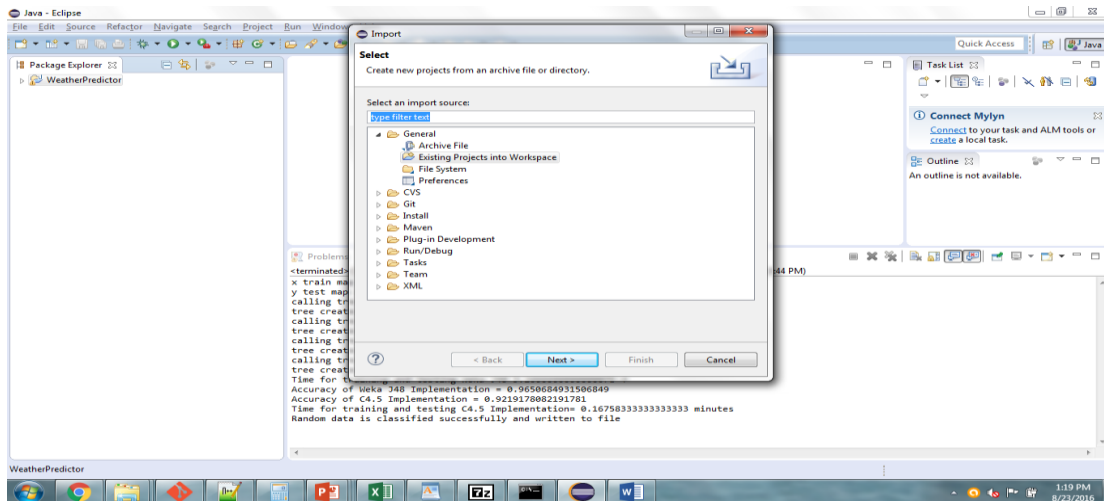 Java - Eclipse
File Edit Source Refactor Navigate Search Project Run Window
Quick Access
Java
Package Explorer
WeatherPredictor
Import
Select
Create new projects from an archive file or directory.
Select an import source:
type filter text
General
Archive File
Existing Projects into Workspace
File System
Preferences
CVS
Git
Install
Maven
Plug-in Development
Run/Debug
Tasks
Team
XML
< Back
Next >
Finish
Cancel
Task List
Connect Mylyn
Connect to your task and ALM tools or
create a local task.
Outline
An outline is not available.
Problems
<terminated>
:44 PM)
x train ma
y test map
calling tr
tree creat
calling tr
tree creat
calling tr
tree creat
calling tr
tree creat
Time for
Accuracy of Weka J48 Implementation = 0.9650684931506849
Accuracy of C4.5 Implementation = 0.9219178082191781
Time for training and testing C4.5 Implementation= 0.16758333333333333 minutes
Random data is classified successfully and written to file
WeatherPredictor
1:19 PM
8/23/2016